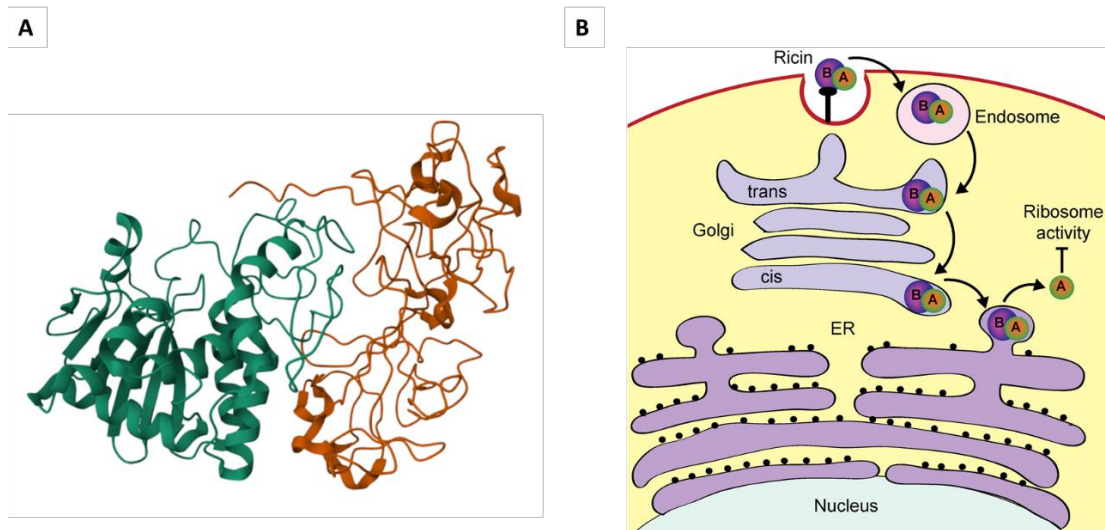 A
B
Ricin
B A
B A
Endosome
trans
B A
Golgi
cis
B A
Ribosome
activity
A
ER
B A
Nucleus